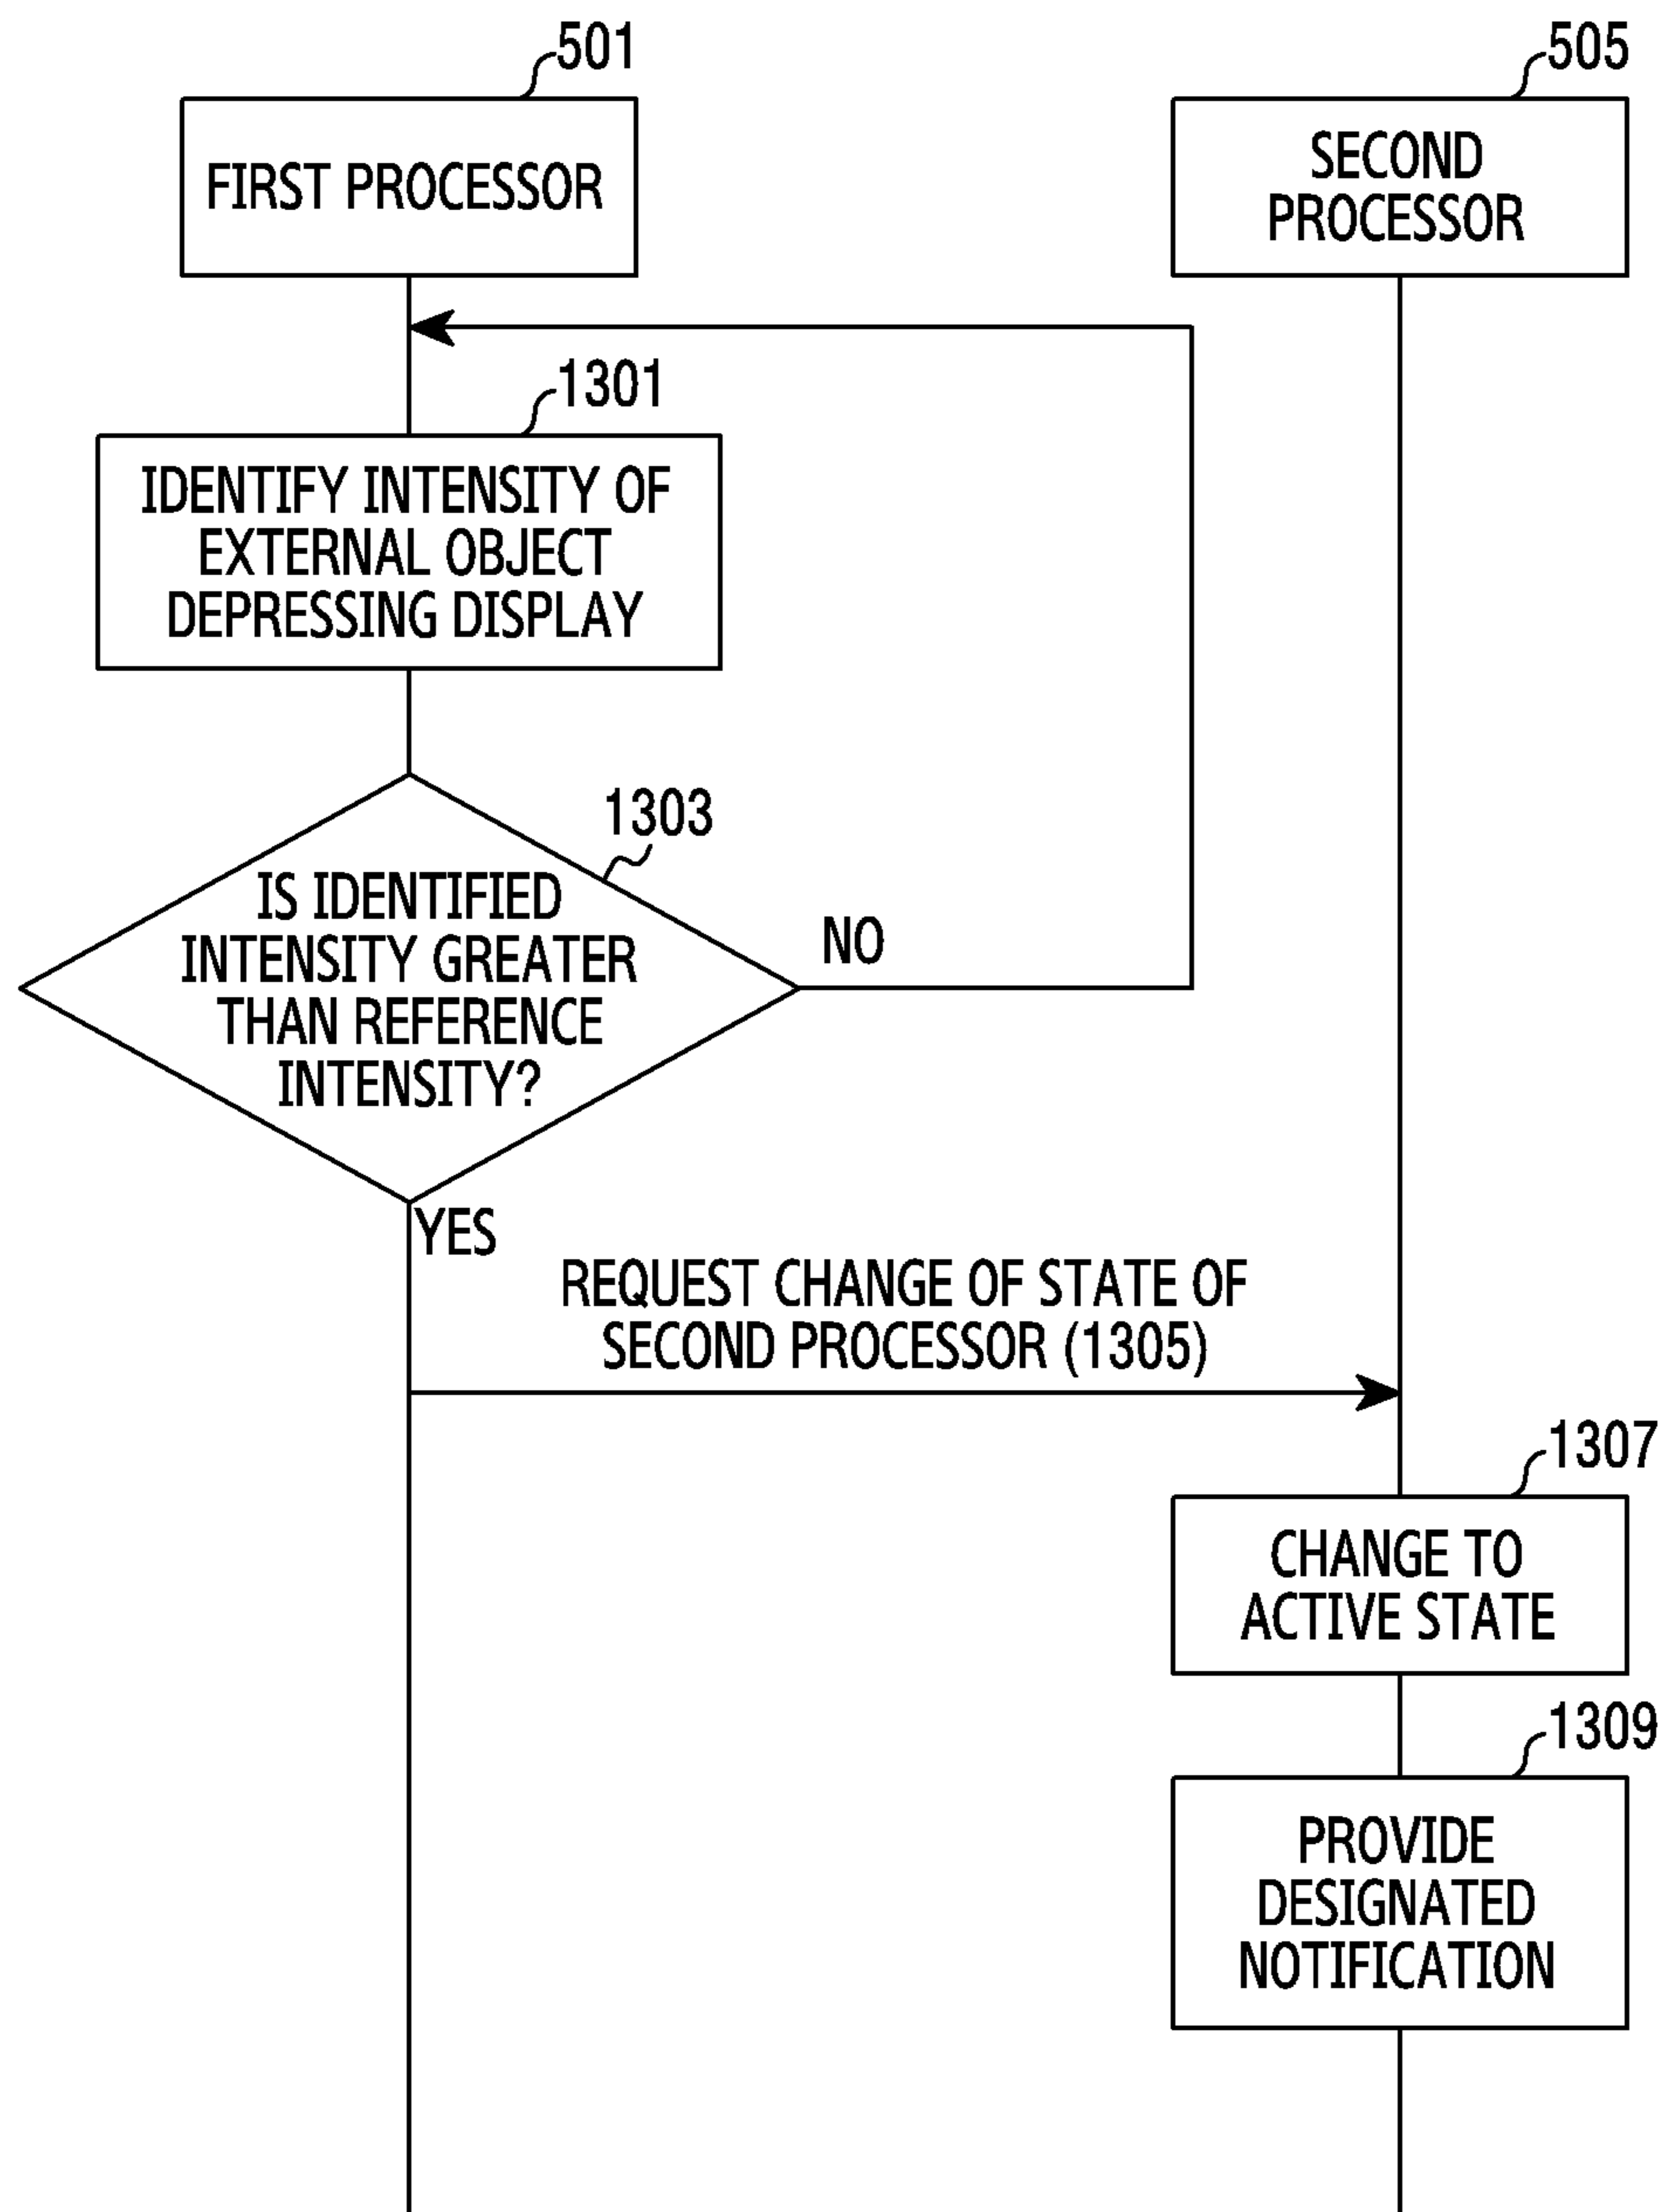 501
505
FIRST PROCESSOR
SECOND
PROCESSOR
1301
IDENTIFY INTENSITY OF
EXTERNAL OBJECT
DEPRESSING DISPLAY
1303
IS IDENTIFIED
INTENSITY GREATER
THAN REFERENCE
INTENSITY?
NO
YES
REQUEST CHANGE OF STATE OF
SECOND PROCESSOR (1305)
1307
CHANGE TO
ACTIVE STATE
1309
PROVIDE
DESIGNATED
NOTIFICATION